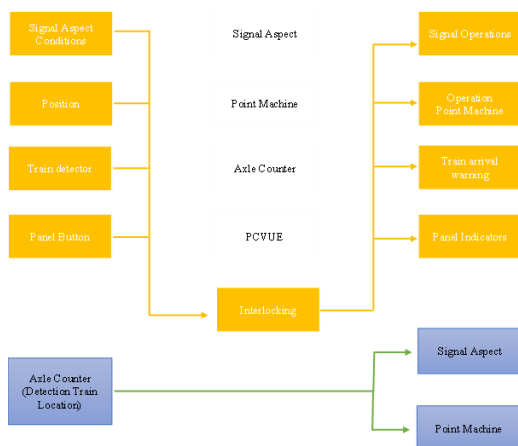 Signal Aspect
Conditions
Signal Aspect
Signal Operations
Position
Point Machine
Operation
Point Machine
Train detector
Axle Counter
Train arrival
warning
Panel Button
PCVUE
Panel Indicators
Interlocking
Axle Counter
(Detection Train
Location)
Signal Aspect
Point Machine